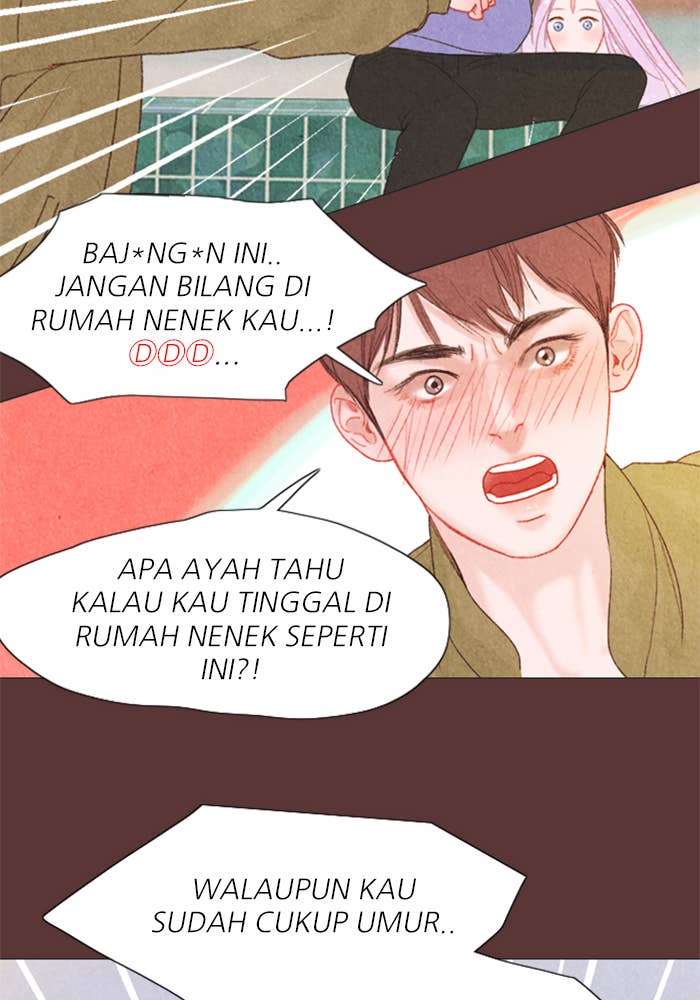 BAJ*NG*N INI..
JANGAN BILANG DI
RUMAH NENEK KAU...!
ⒹⒹⒹ...
APA AYAH TAHU
KALAU KAU TINGGAL DI
RUMAH NENEK SEPERTI
INI?!
WALAUPUN KAU
SUDAH CUKUP UMUR..